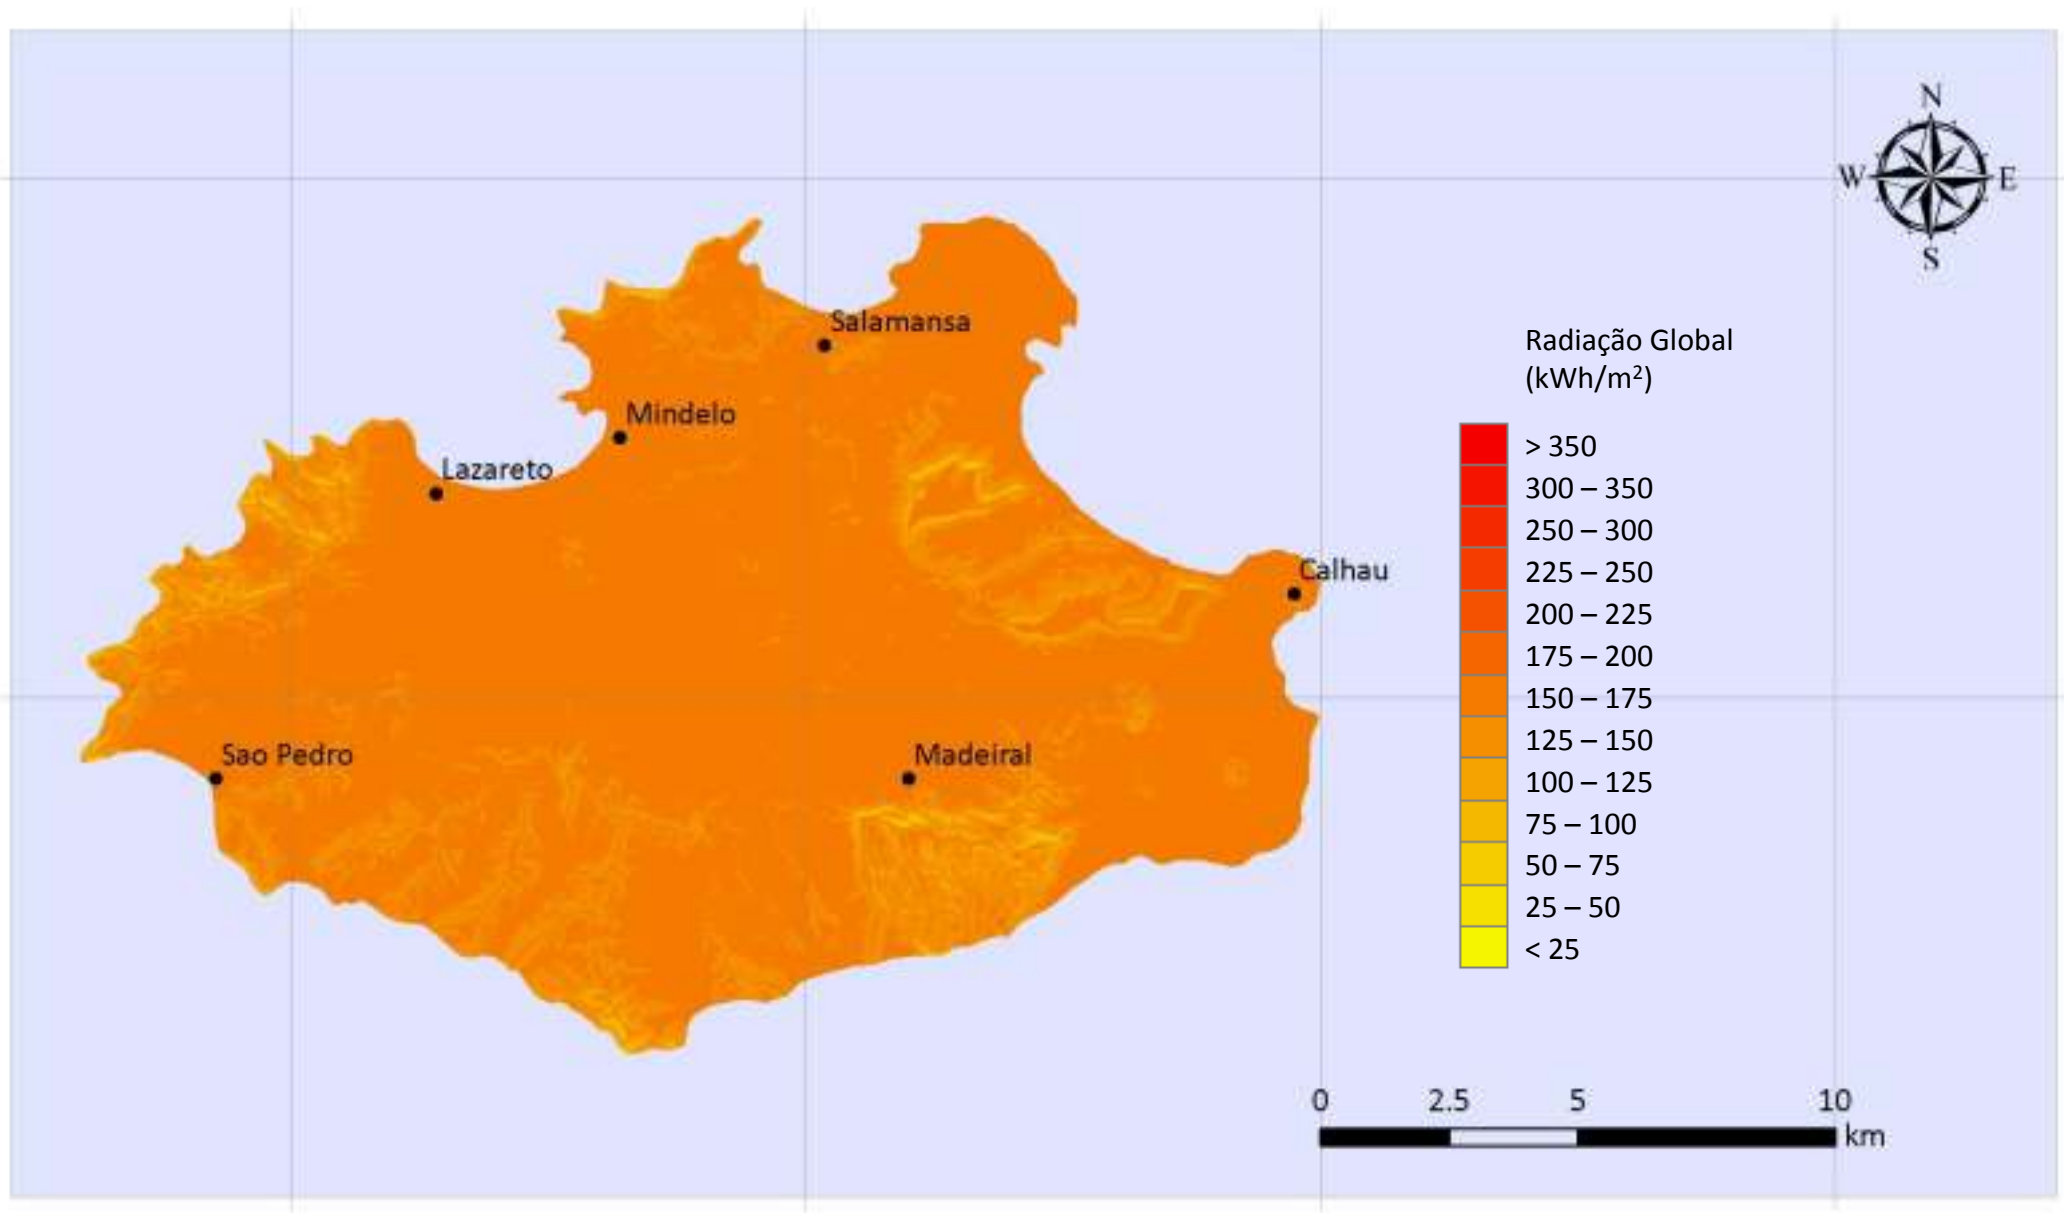 N
W E
S
Salamansa
Mindelo
Lazareto
Calhau
Sao Pedro
Madeiral
Radiação Global
(kWh/m²)
> 350
300 – 350
250 – 300
225 – 250
200 – 225
175 – 200
150 – 175
125 – 150
100 – 125
75 – 100
50 – 75
25 – 50
< 25
0 2.5 5 10
km